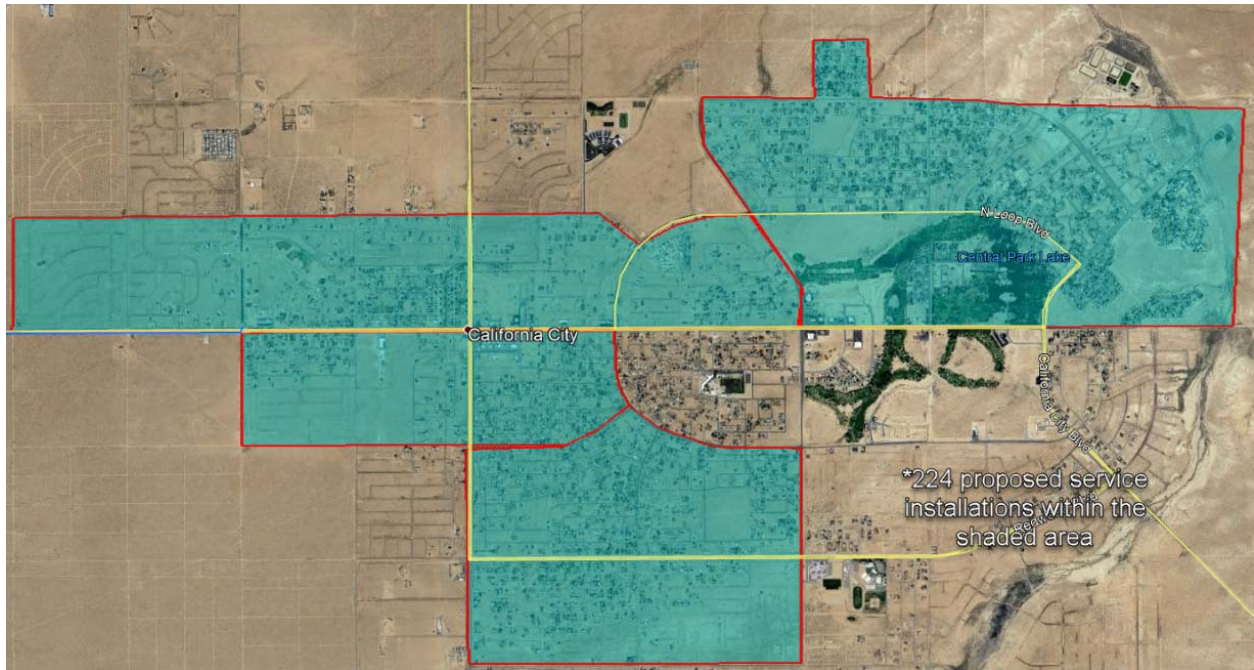 N Loop Blvd
Central Park Lake
California City
California City Blvd
*224 proposed service
installations within the
shaded area